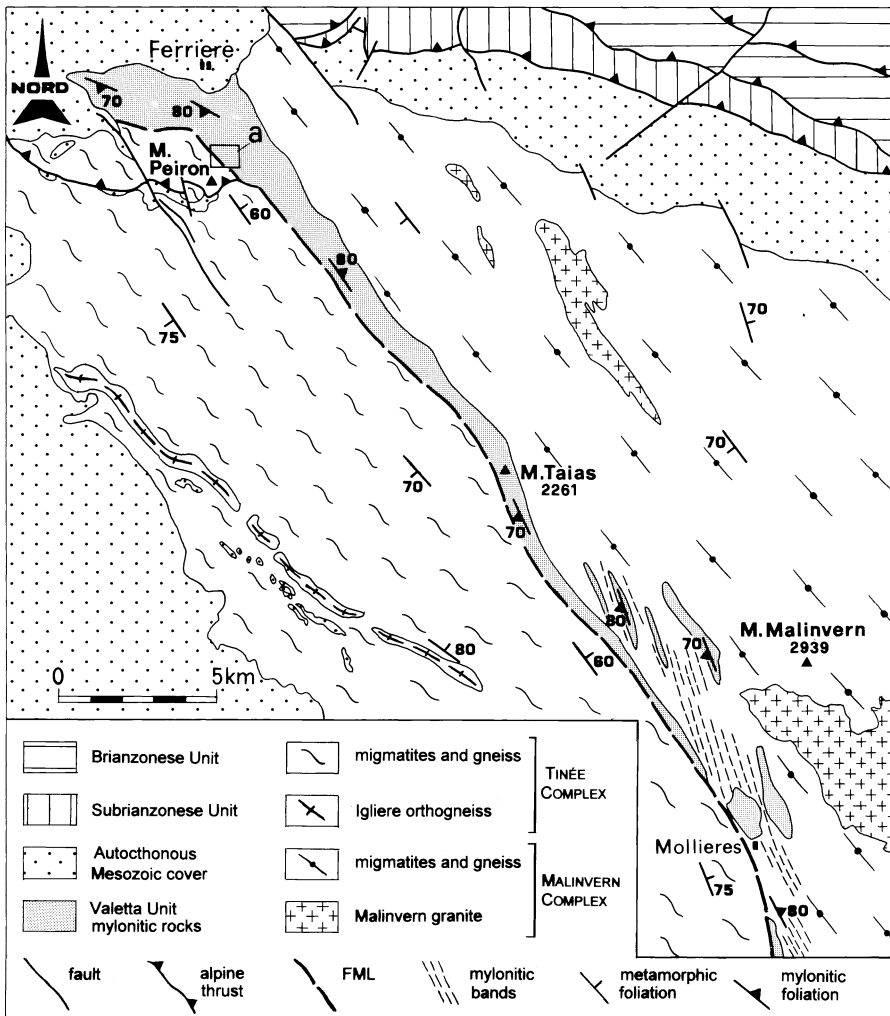 NORD
Ferriere
70
80
a
M.
Peiron
60
80
75
70
70
70
M.Taias
2261
70
80
70
M.Malinvern
2939
80
60
0 5km
Mollieres
75
80
Brianzonese Unit
Subrianzonese Unit
Autocthonous
Mesozoic cover
Valetta Unit
mylonitic rocks
migmatites and gneiss
Igliere orthogneiss
TINÉE
COMPLEX
migmatites and gneiss
Malinvern granite
MALINVERN
COMPLEX
fault
alpine
thrust
FML
mylonitic
bands
metamorphic
foliation
mylonitic
foliation